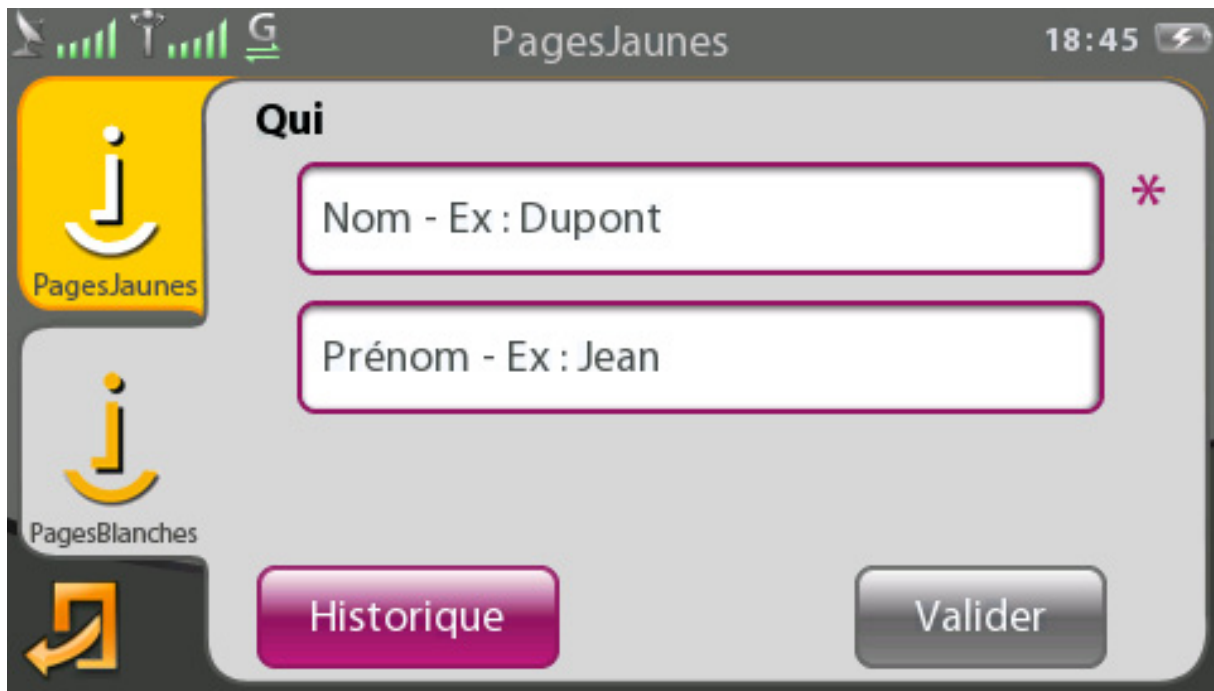 G PagesJaunes 18:45
Qui
Nom - Ex : Dupont *
Prénom - Ex : Jean
PagesJaunes
PagesBlanches
Historique Valider